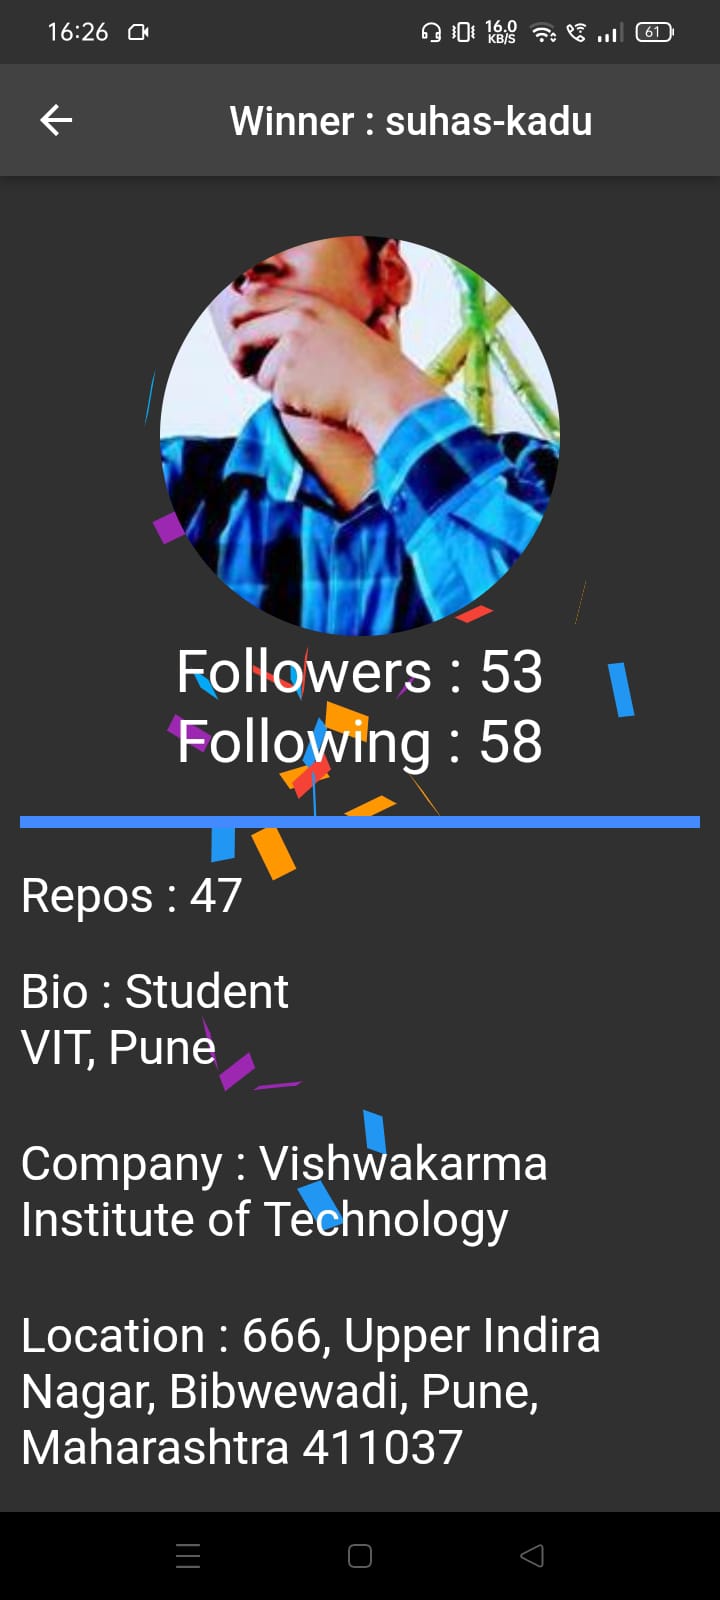 16:26 16.0 KB/S 61
Winner : suhas-kadu
Followers : 53
Following : 58
Repos : 47
Bio : Student
VIT, Pune
Company : Vishwakarma
Institute of Technology
Location : 666, Upper Indira
Nagar, Bibwewadi, Pune,
Maharashtra 411037